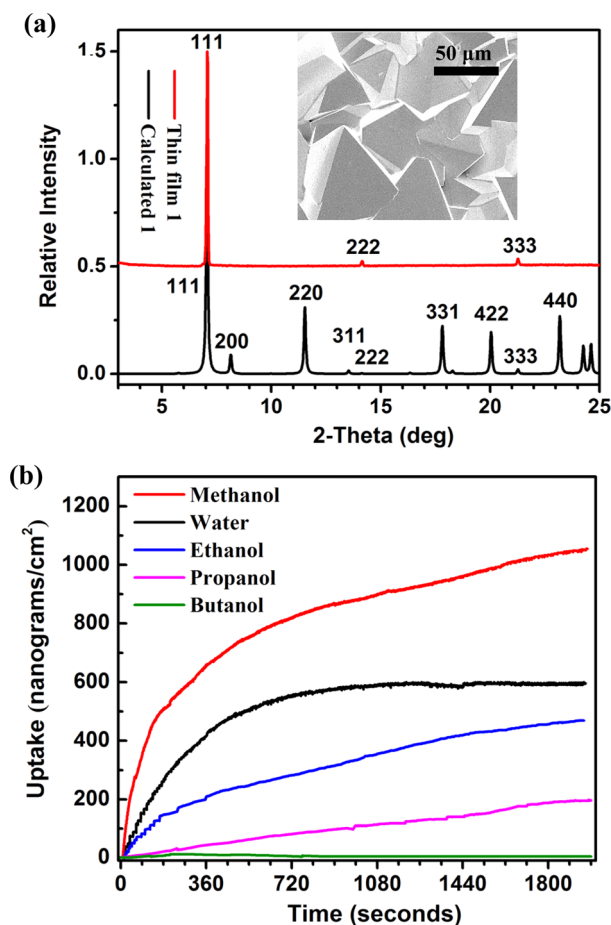 (a)
111
1.5
1.0
0.5
0.0
Relative Intensity
Thin film 1
Calculated 1
50 µm
222
333
111
200
220
311
222
331
422
333
440
5
10
15
20
25
2-Theta (deg)
(b)
1200
1000
800
600
400
200
0
Uptake (nanograms/cm²)
Methanol
Water
Ethanol
Propanol
Butanol
0
360
720
1080
1440
1800
Time (seconds)